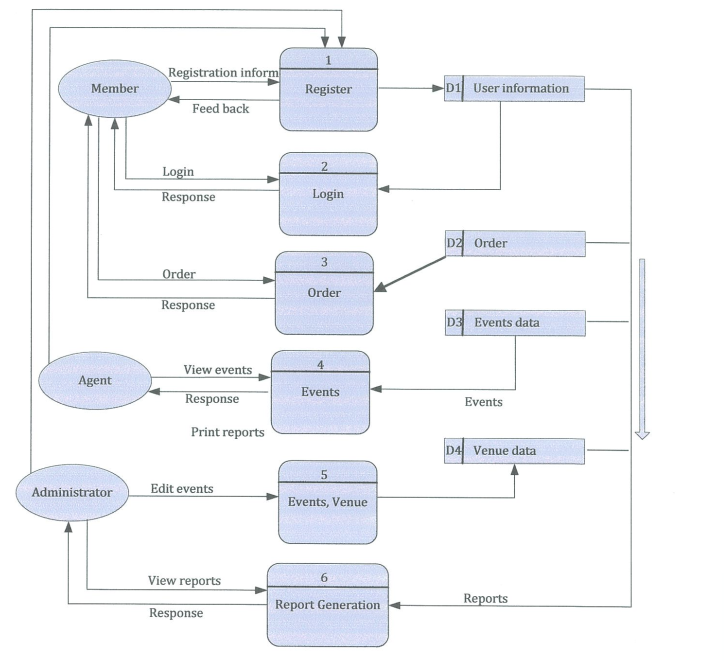 1
Registration inform
Member
Register
D1 User information
Feed back
2
Login
Login
Response
D2 Order
3
Order
Order
Response
D3 Events data
4
View events
Agent
Events
Response
Events
Print reports
D4 Venue data
5
Administrator
Edit events
Events, Venue
6
View reports
Report Generation
Reports
Response